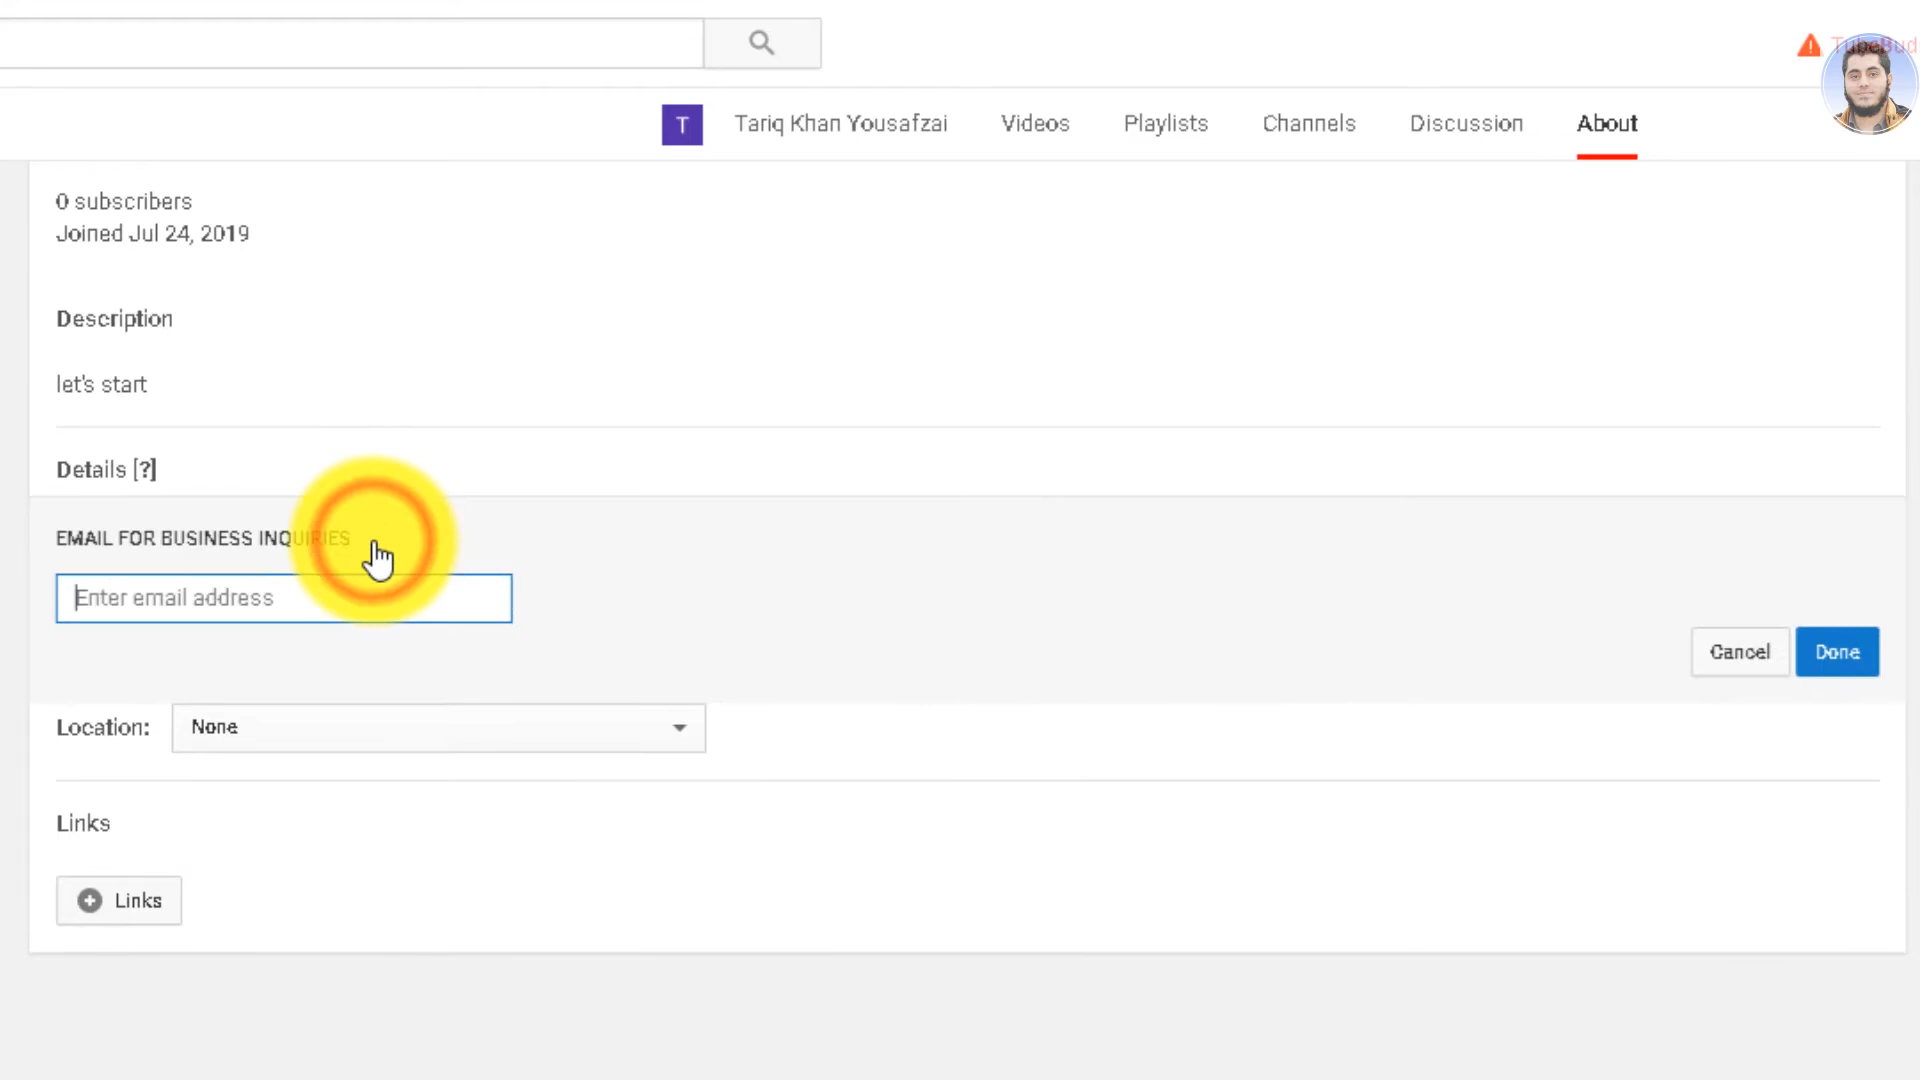 TubeBud
T Tariq Khan Yousafzai Videos Playlists Channels Discussion About
0 subscribers
Joined Jul 24, 2019
Description
let's start
Details [?]
EMAIL FOR BUSINESS INQUIRIES
Enter email address
Cancel Done
Location: None
Links
Links